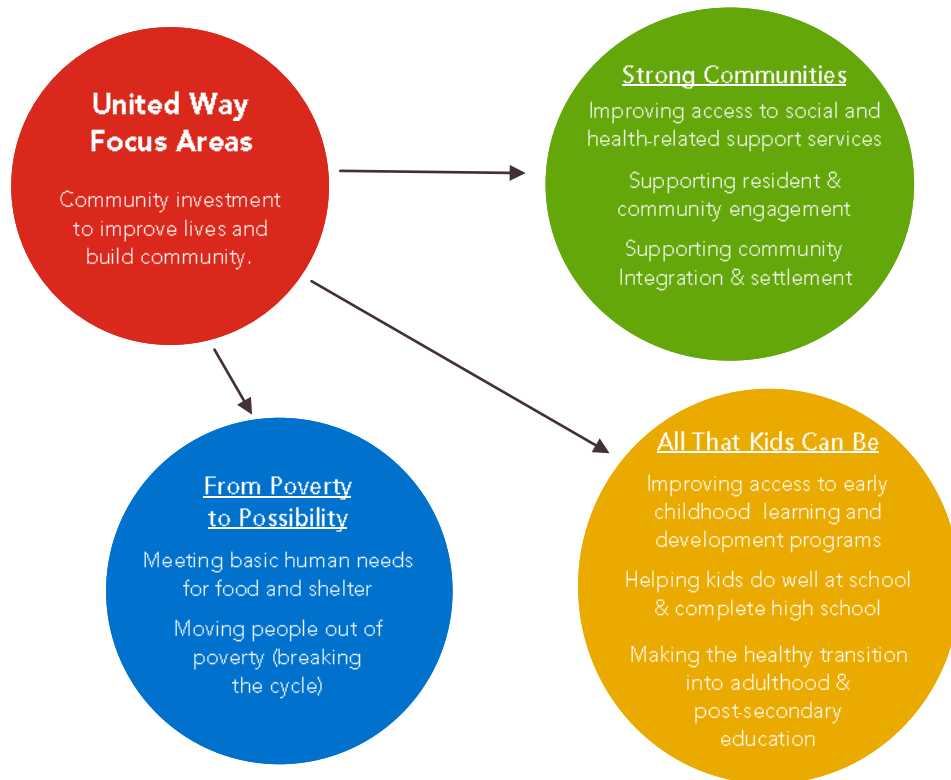 United Way
Focus Areas
Community investment
to improve lives and
build community.
Strong Communities
Improving access to social and
health-related support services
Supporting resident &
community engagement
Supporting community
Integration & settlement
From Poverty
to Possibility
Meeting basic human needs
for food and shelter
Moving people out of
poverty (breaking
the cycle)
All That Kids Can Be
Improving access to early
childhood  learning and
development programs
Helping kids do well at school
& complete high school
Making the healthy transition
into adulthood &
post-secondary
education